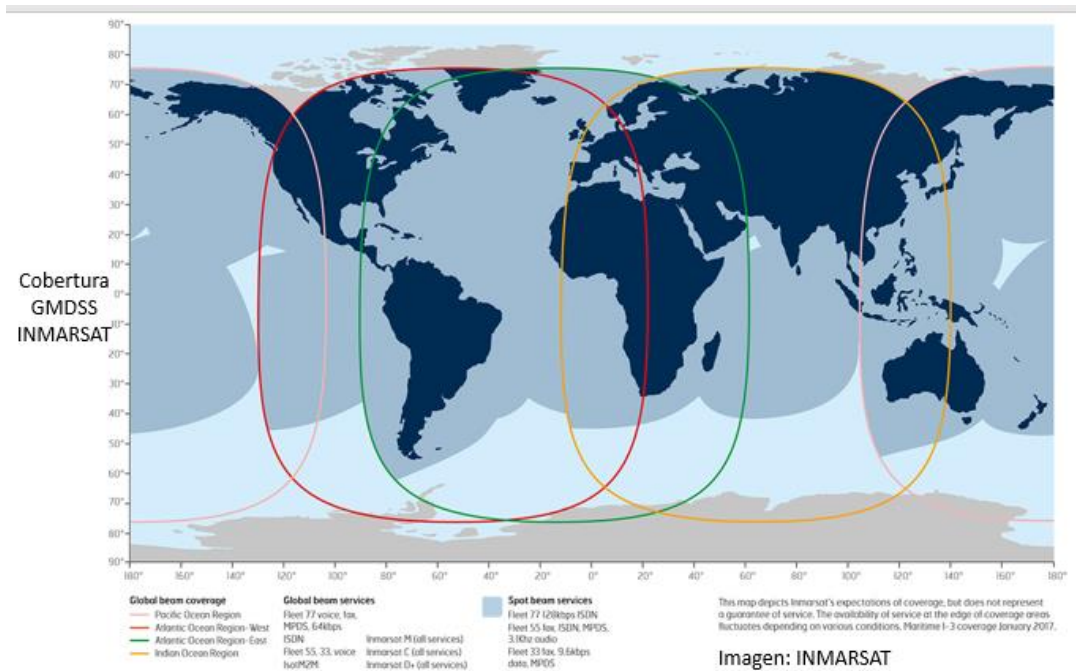 90°
80°
70°
60°
50°
40°
30°
20°
10°
0°
10°
20°
30°
40°
50°
60°
70°
80°
90°
Cobertura
GMDSS
INMARSAT
180° 160° 140° 120° 100° 80° 60° 40° 20° 0° 20° 40° 60° 80° 100° 120° 140° 160° 180°
Global beam coverage
Pacific Ocean Region
Atlantic Ocean Region-West
Atlantic Ocean Region-East
Indian Ocean Region
Global beam services
Fleet 77 voice, fax,
MPDS, 64kbps
ISDN
Fleet 55, 33, voice
IsatM2M
Inmarsat M (all services)
Inmarsat C (all services)
Inmarsat D+ (all services)
Spot beam services
Fleet 77 128kbps ISDN
Fleet 55 fax, ISDN, MPDS,
3.1Khz audio
Fleet 33 fax, 9.6kbps
data, MPDS
This map depicts Inmarsat's expectations of coverage, but does not represent
a guarantee of service. The availability of service at the edge of coverage areas
fluctuates depending on various conditions. Maritime I-3 coverage January 2017.
Imagen: INMARSAT